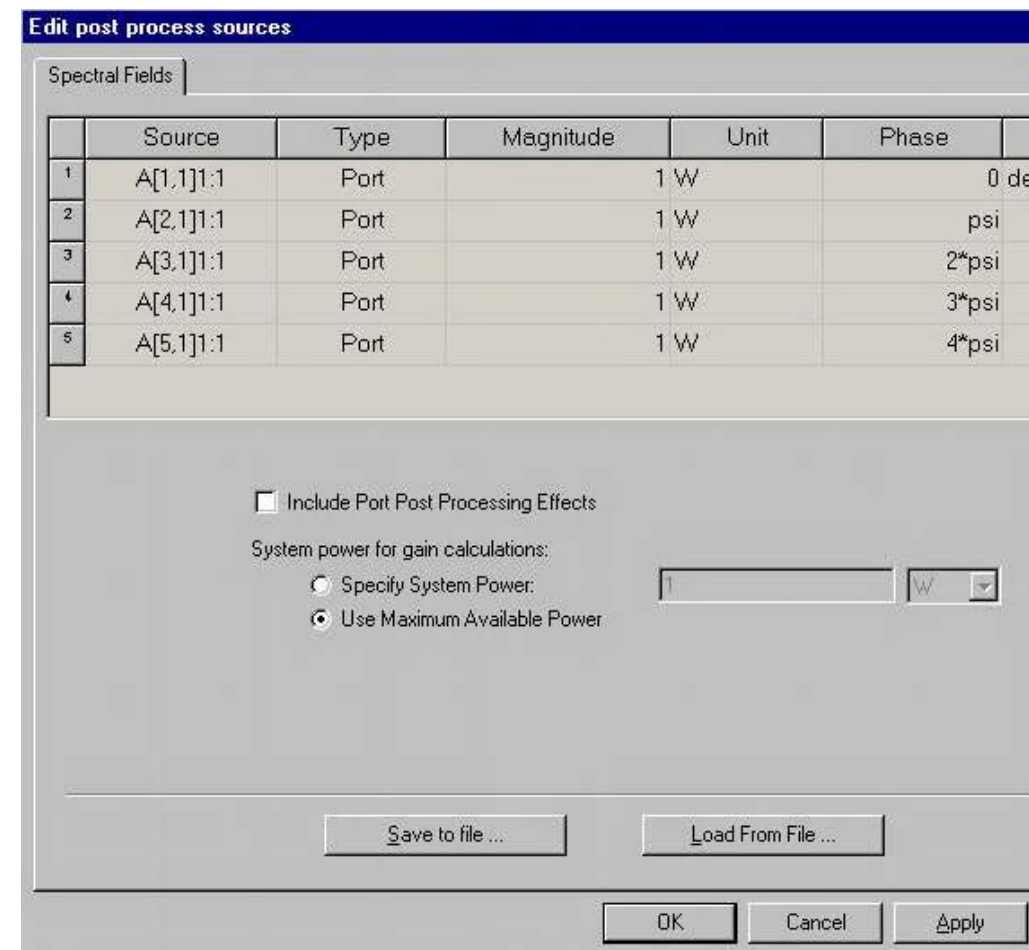 Edit post process sources
Spectral Fields
Source Type Magnitude Unit Phase
1 A[1,1]1:1 Port 1 W 0 de
2 A[2,1]1:1 Port 1 W psi
3 A[3,1]1:1 Port 1 W 2*psi
4 A[4,1]1:1 Port 1 W 3*psi
5 A[5,1]1:1 Port 1 W 4*psi
Include Port Post Processing Effects
System power for gain calculations:
Specify System Power: 1 W
Use Maximum Available Power
Save to file ... Load From File ...
OK Cancel Apply